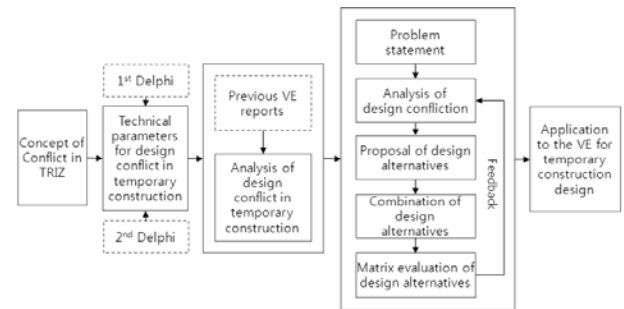 Concept of
Conflict in
TRIZ
1st Delphi
Technical
parameters
for design
conflict in
temporary
construction
2nd Delphi
Previous VE
reports
Analysis of
design
conflict in
temporary
construction
Problem
statement
Analysis of
design confliction
Proposal of design
alternatives
Combination of
design
alternatives
Matrix evaluation of
design alternatives
Feedback
Application
to the VE for
temporary
construction
design